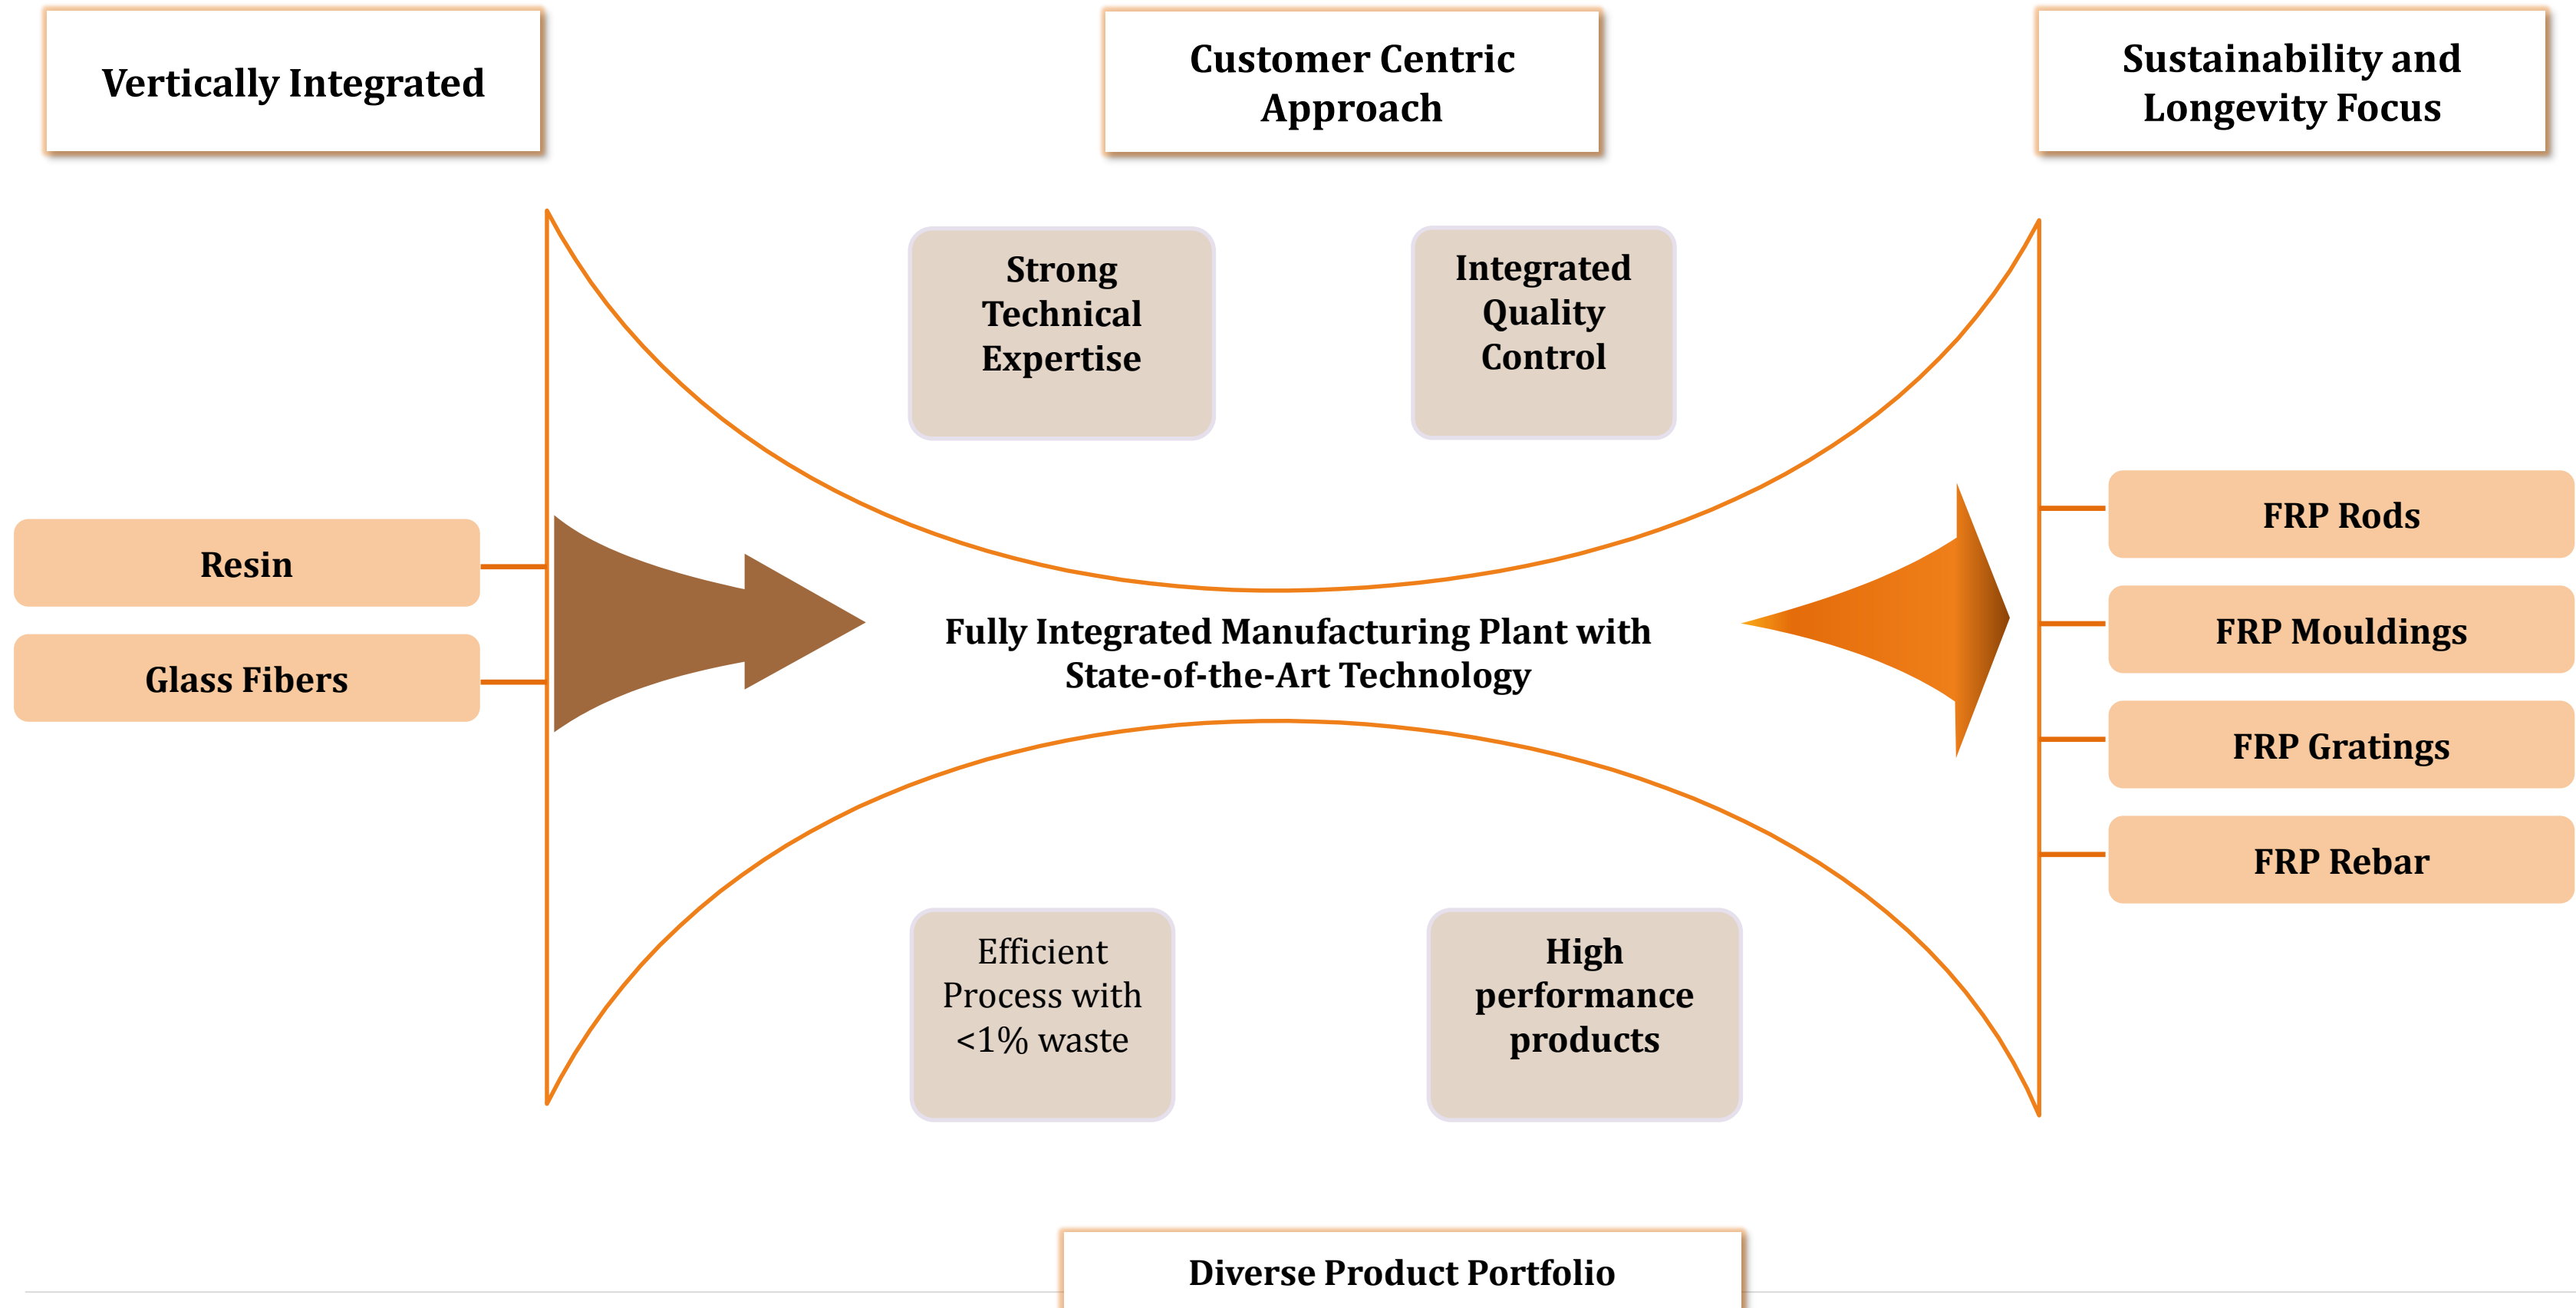 Vertically Integrated
Customer Centric
Approach
Sustainability and
Longevity Focus
Strong
Technical
Expertise
Integrated
Quality
Control
Resin
Glass Fibers
Fully Integrated Manufacturing Plant with
State-of-the-Art Technology
FRP Rods
FRP Mouldings
FRP Gratings
FRP Rebar
Efficient
Process with
<1% waste
High
performance
products
Diverse Product Portfolio